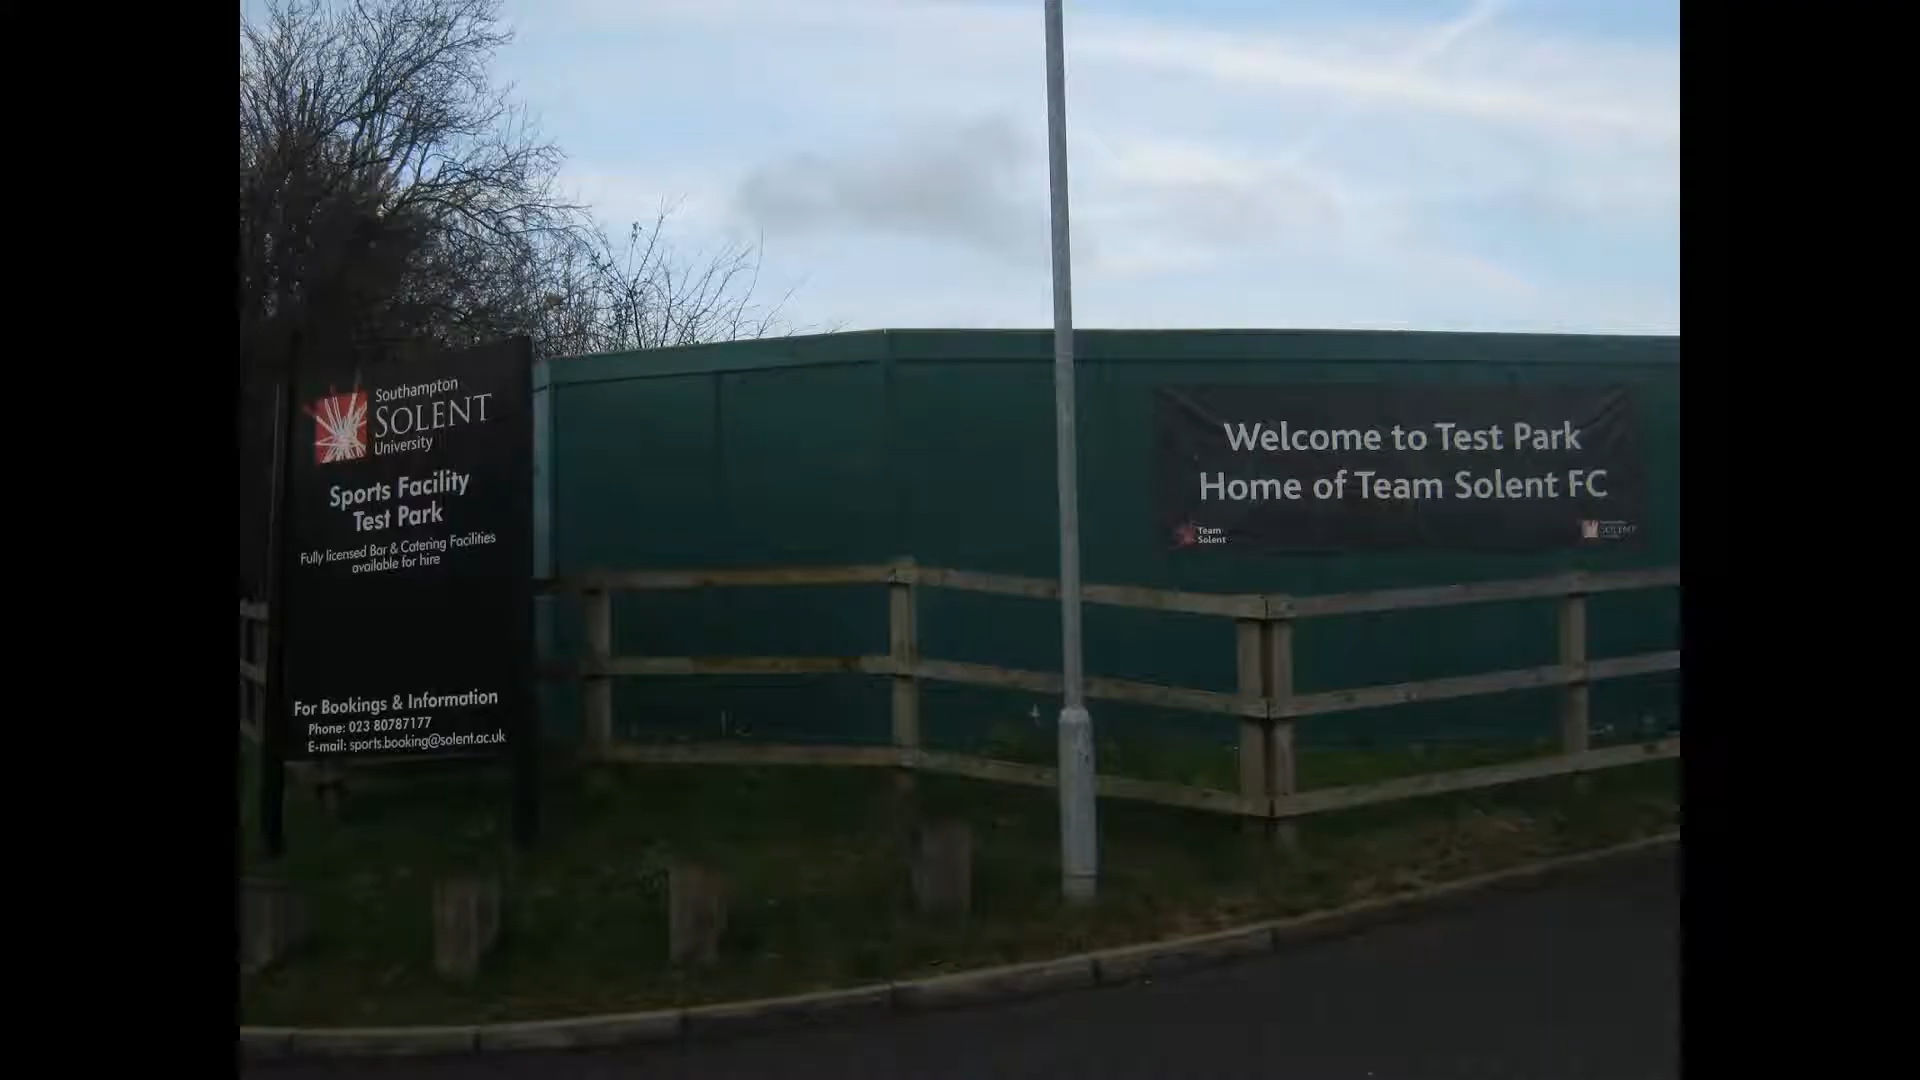 Southampton
SOLENT
University
Sports Facility
Test Park
Fully licensed Bar & Catering Facilities
available for hire
For Bookings & Information
Phone: 023 80787177
E-mail: sports.booking@solent.ac.uk
Welcome to Test Park
Home of Team Solent FC
Team
Solent
SOLENT